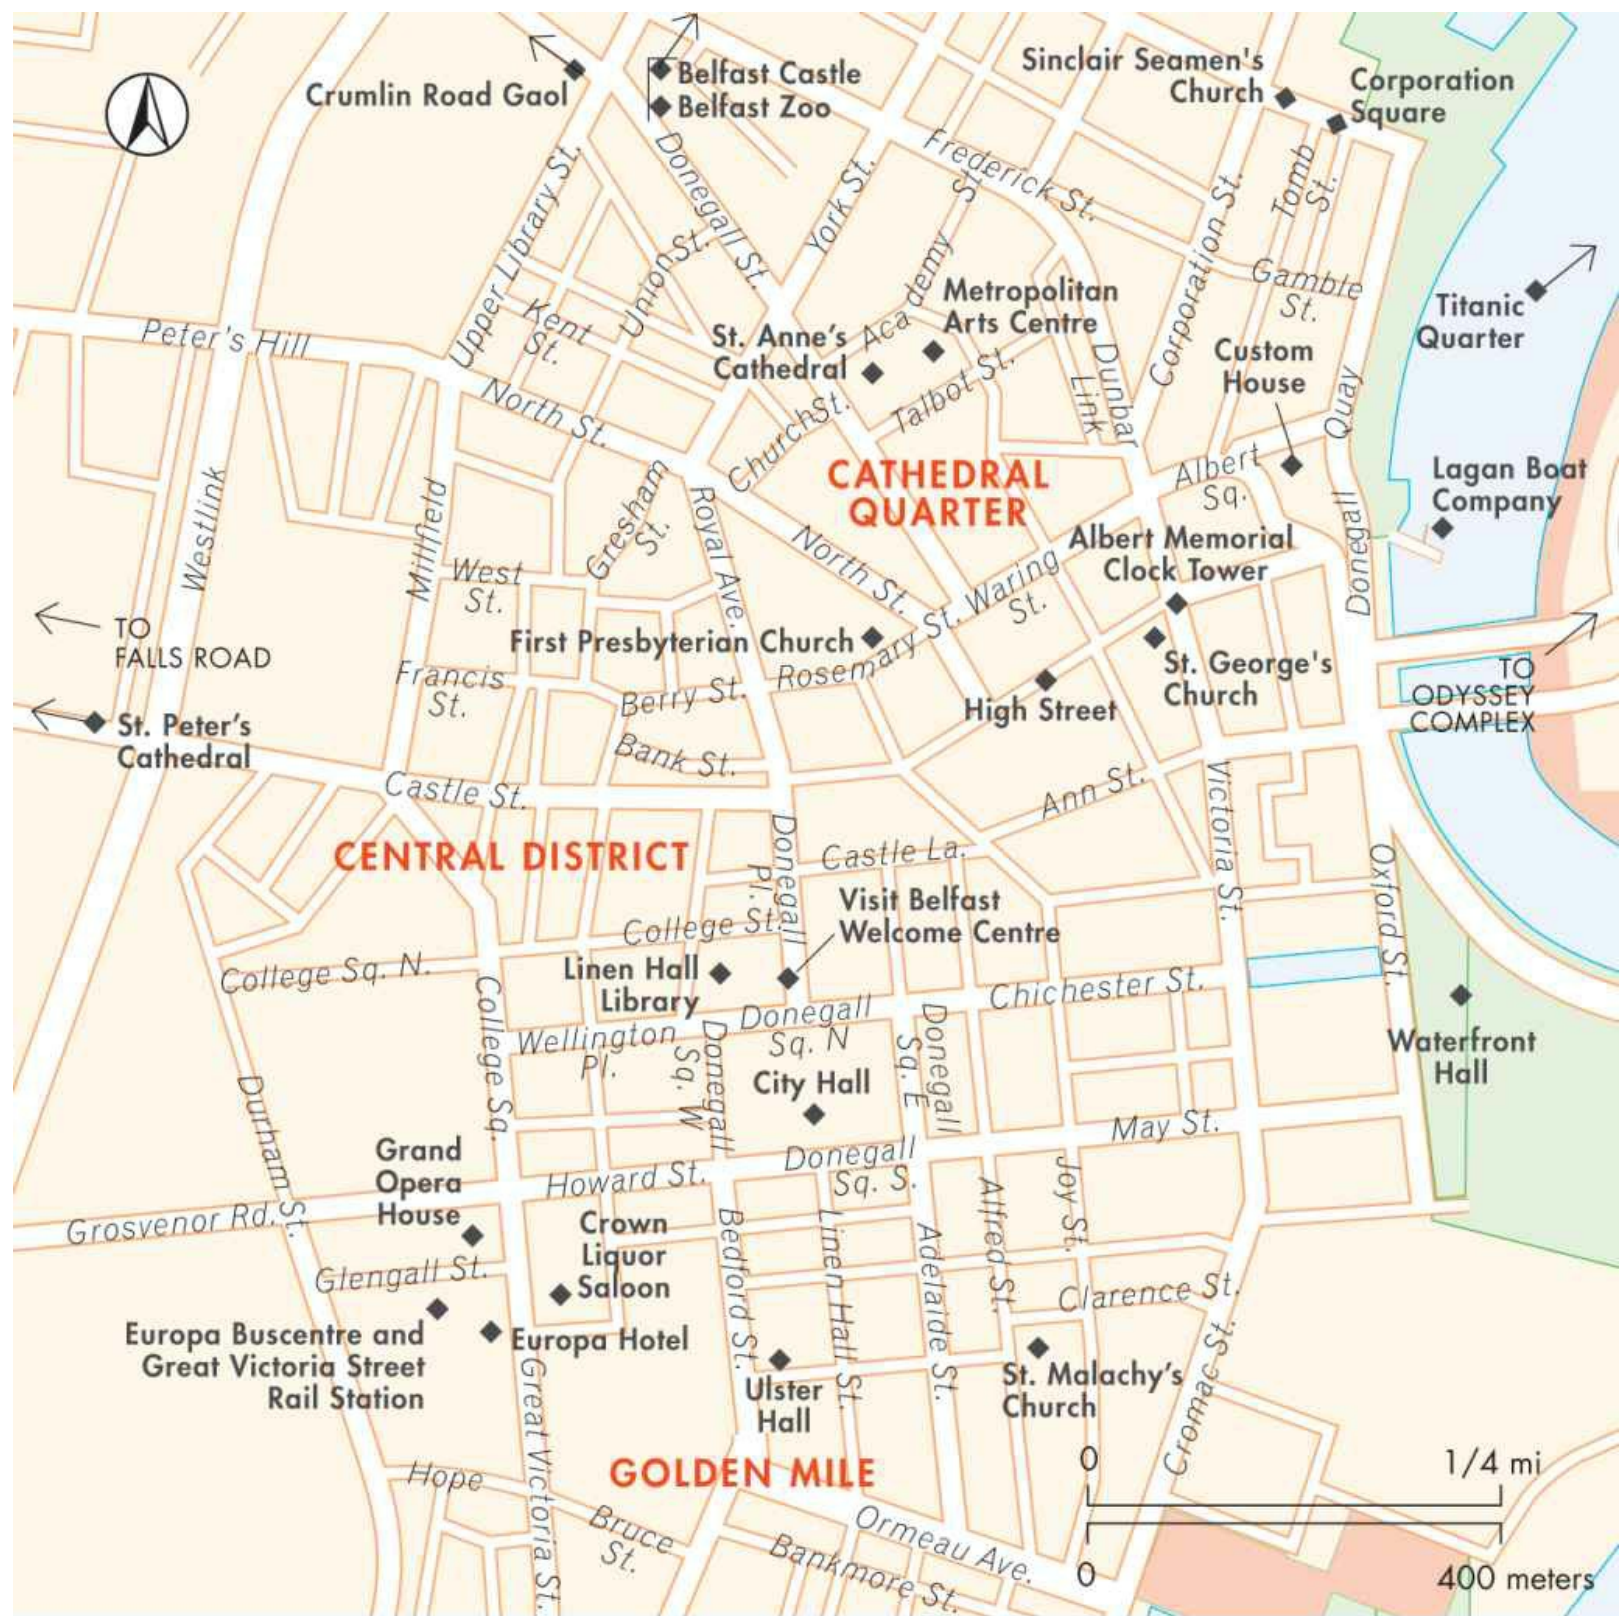 Crumlin Road Gaol
Belfast Castle
Belfast Zoo
Sinclair Seamen's
Church
Corporation
Square
Donegall St.
Upper Library St.
York St.
Frederick St.
Tomb
St.
Corporation St.
Union St.
Academy St.
Gamble
St.
Titanic
Quarter
Metropolitan
Arts Centre
St. Anne's
Cathedral
Kent
St.
Peter's Hill
Custom
House
Dunbar
Link
Talbot St.
Church St.
North St.
Donegall Quay
Albert
Sq.
Lagan Boat
Company
CATHEDRAL
QUARTER
Gresham
St.
Royal Ave.
Millfield
Westlink
North St.
Albert Memorial
Clock Tower
West
St.
Waring
St.
TO
FALLS ROAD
First Presbyterian Church
Rosemary St.
St. George's
Church
TO
ODYSSEY
COMPLEX
Francis
St.
Berry St.
High Street
St. Peter's
Cathedral
Bank St.
Castle St.
Ann St.
Victoria St.
CENTRAL DISTRICT
Donegall
Pl.
Castle La.
Oxford St.
Visit Belfast
Welcome Centre
College St.
College Sq. N.
Linen Hall
Library
College Sq.
Chichester St.
Wellington
Pl.
Donegall
Sq. N
Donegall
Sq. W
Donegall
Sq. E
City Hall
Waterfront
Hall
Durham St.
May St.
Grand
Opera
House
Howard St.
Donegall
Sq. S.
Joy St.
Alfred St.
Grosvenor Rd.
Crown
Liquor
Saloon
Bedford St.
Linen Hall St.
Adelaide St.
Glengall St.
Clarence St.
Europa Buscentre and
Great Victoria Street
Rail Station
Europa Hotel
Ulster
Hall
St. Malachy's
Church
Cromac St.
Great Victoria St.
GOLDEN MILE
Hope
Bruce
St.
Ormeau Ave.
Bankmore St.
0
1/4 mi
0
400 meters